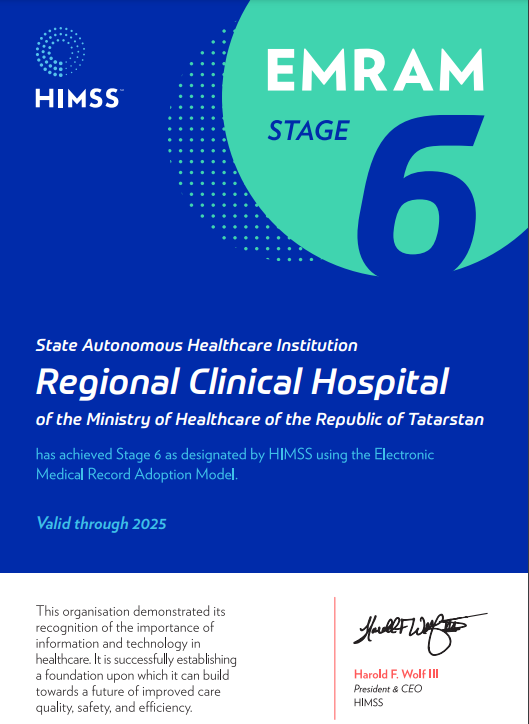 HIMSS™
EMRAM
STAGE
6
State Autonomous Healthcare Institution
Regional Clinical Hospital
of the Ministry of Healthcare of the Republic of Tatarstan
has achieved Stage 6 as designated by HIMSS using the Electronic
Medical Record Adoption Model.
Valid through 2025
This organisation demonstrated its
recognition of the importance of
information and technology in
healthcare. It is successfully establishing
a foundation upon which it can build
towards a future of improved care
quality, safety, and efficiency.
Harold F. Wolf III
Harold F. Wolf III
President & CEO
HIMSS